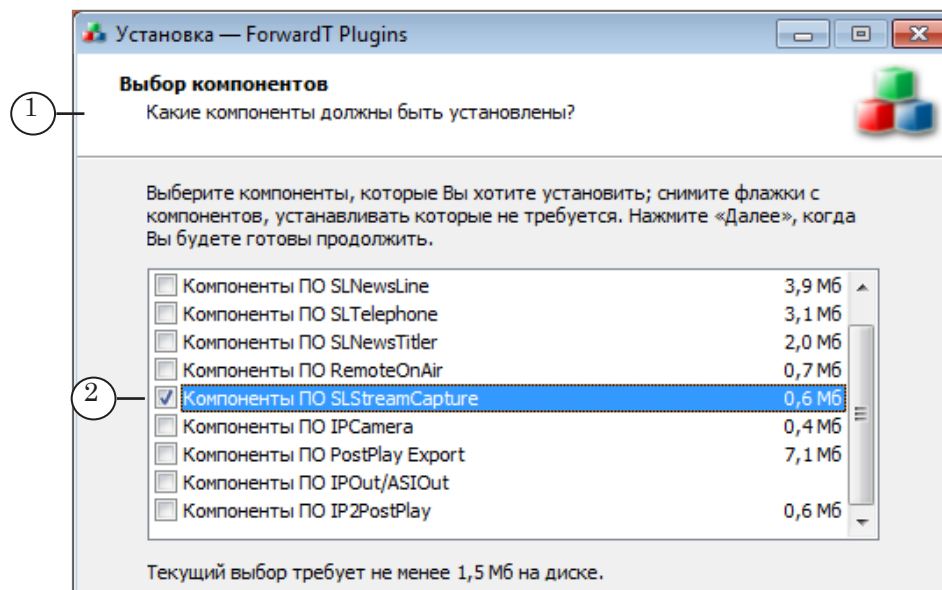 Установка — ForwardT Plugins
Выбор компонентов
1
Какие компоненты должны быть установлены?
Выберите компоненты, которые Вы хотите установить; снимите флажки с
компонентов, устанавливать которые не требуется. Нажмите «Далее», когда
Вы будете готовы продолжить.
Компоненты ПО SLNewsLine 3,9 Мб
Компоненты ПО SLTelephone 3,1 Мб
Компоненты ПО SLNewsTitler 2,0 Мб
Компоненты ПО RemoteOnAir 0,7 Мб
2 Компоненты ПО SLStreamCapture 0,6 Мб
Компоненты ПО IPCamera 0,4 Мб
Компоненты ПО PostPlay Export 7,1 Мб
Компоненты ПО IPOut/ASIOut
Компоненты ПО IP2PostPlay 0,6 Мб
Текущий выбор требует не менее 1,5 Мб на диске.